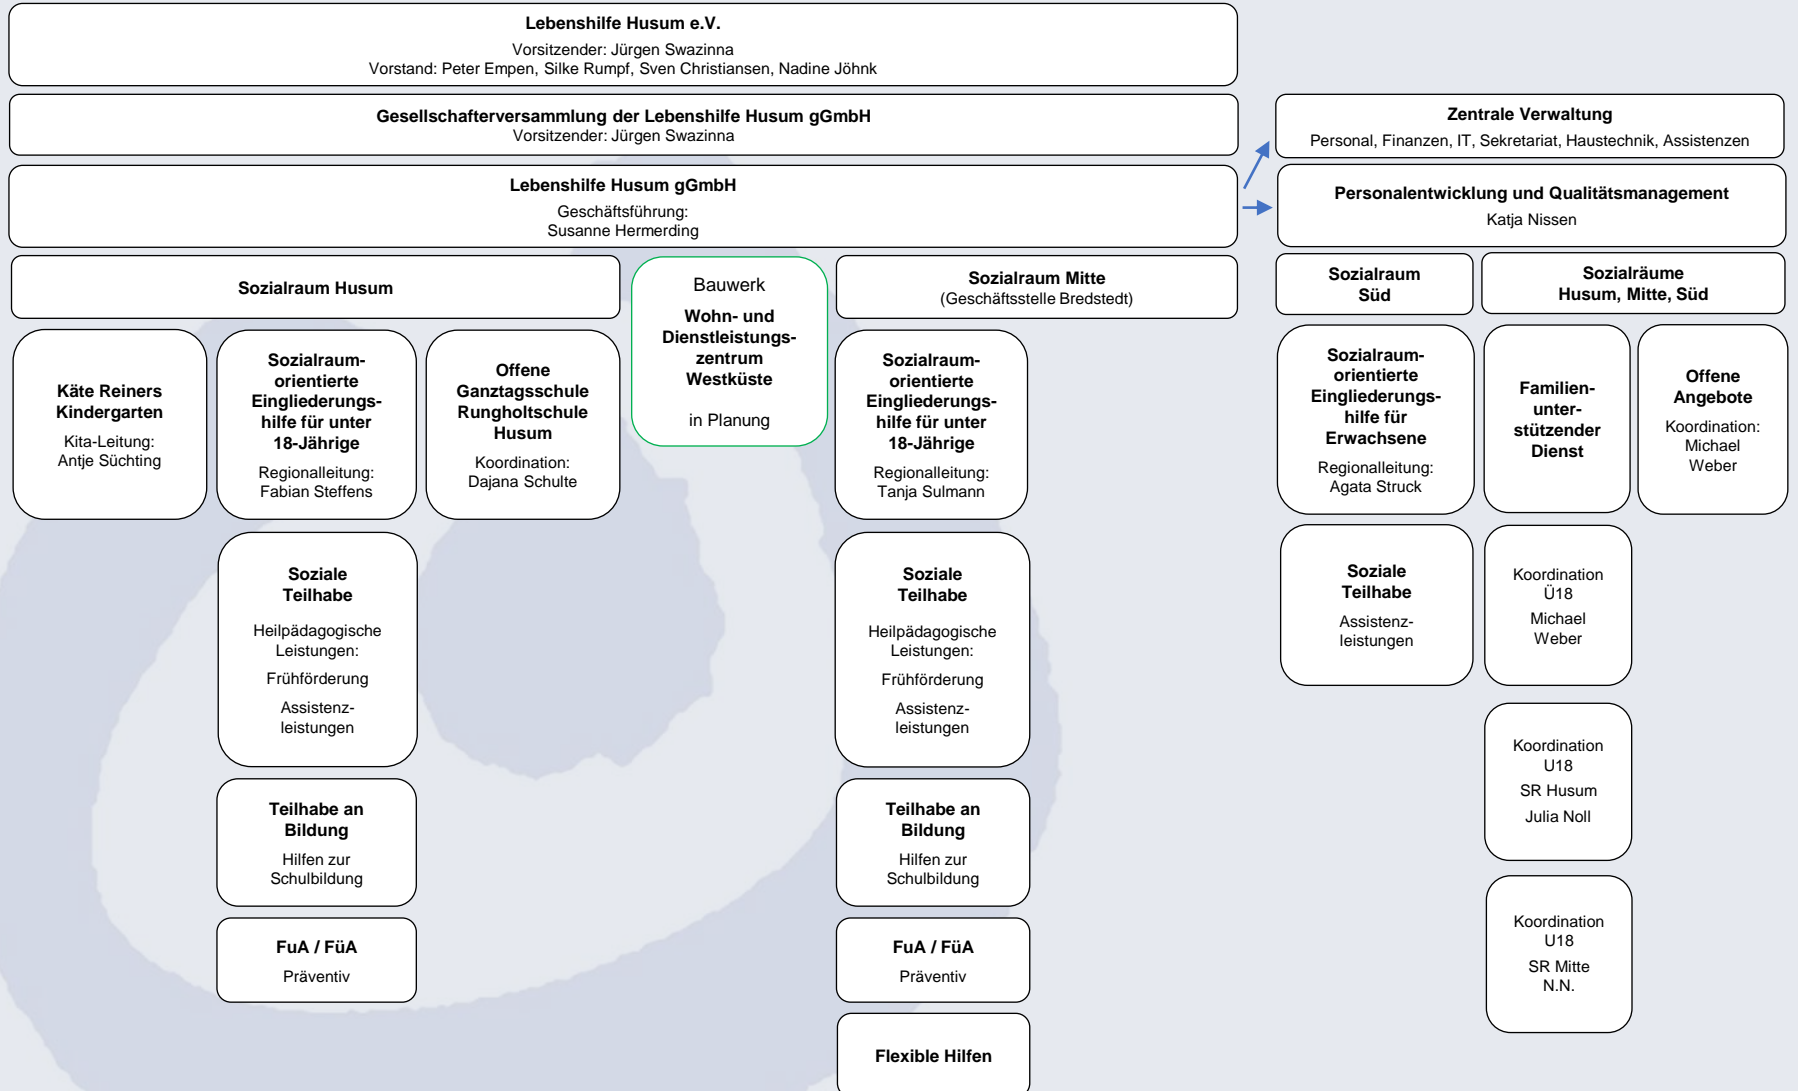 Lebenshilfe Husum e.V.
Vorsitzender: Jürgen Swazinna
Vorstand: Peter Empen, Silke Rumpf, Sven Christiansen, Nadine Jöhnk
Gesellschafterversammlung der Lebenshilfe Husum gGmbH
Vorsitzender: Jürgen Swazinna
Lebenshilfe Husum gGmbH
Geschäftsführung:
Susanne Hermerding
Zentrale Verwaltung
Personal, Finanzen, IT, Sekretariat, Haustechnik, Assistenzen
Personalentwicklung und Qualitätsmanagement
Katja Nissen
Sozialraum Husum
Käte Reiners
Kindergarten
Kita-Leitung:
Antje Süchting
Sozialraum-
orientierte
Eingliederungs-
hilfe für unter
18-Jährige
Regionalleitung:
Fabian Steffens
Soziale
Teilhabe
Heilpädagogische
Leistungen:
Frühförderung
Assistenz-
leistungen
Teilhabe an
Bildung
Hilfen zur
Schulbildung
FuA / FüA
Präventiv
Offene
Ganztagsschule
Rungholtschule
Husum
Koordination:
Dajana Schulte
Bauwerk
Wohn- und
Dienstleistungs-
zentrum
Westküste
in Planung
Sozialraum Mitte
(Geschäftsstelle Bredstedt)
Sozialraum-
orientierte
Eingliederungs-
hilfe für unter
18-Jährige
Regionalleitung:
Tanja Sulmann
Soziale
Teilhabe
Heilpädagogische
Leistungen:
Frühförderung
Assistenz-
leistungen
Teilhabe an
Bildung
Hilfen zur
Schulbildung
FuA / FüA
Präventiv
Flexible Hilfen
Sozialraum
Süd
Sozialraum-
orientierte
Eingliederungs-
hilfe für
Erwachsene
Regionalleitung:
Agata Struck
Soziale
Teilhabe
Assistenz-
leistungen
Sozialräume
Husum, Mitte, Süd
Familien-
unter-
stützender
Dienst
Koordination
Ü18
Michael
Weber
Koordination
U18
SR Husum
Julia Noll
Koordination
U18
SR Mitte
N.N.
Offene
Angebote
Koordination:
Michael
Weber